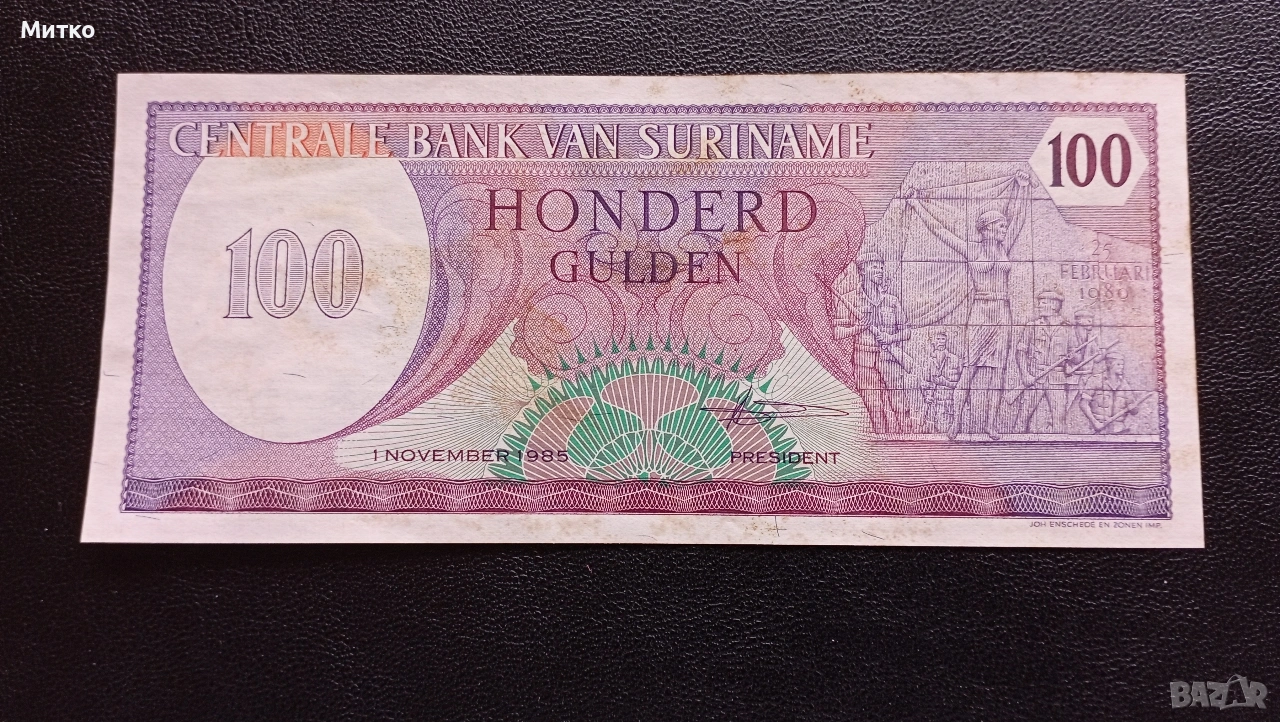 Митко
CENTRALE BANK VAN SURINAME
100
HONDERD
GULDEN
100
25
FEBRUARI
1980
1 NOVEMBER 1985
PRESIDENT
JOH. ENSCHEDE EN ZONEN IMP.
BAZAR